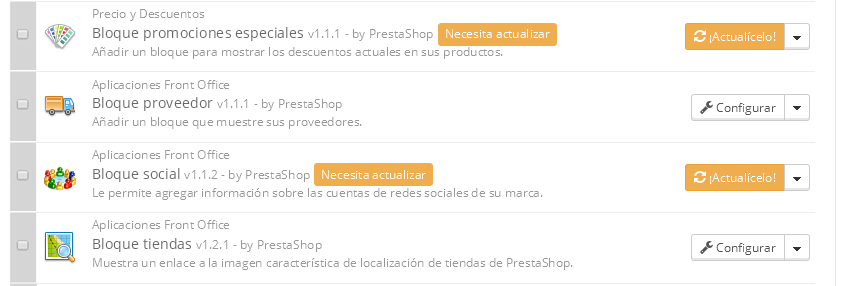 Precio y Descuentos
Bloque promociones especiales v1.1.1 - by PrestaShop Necesita actualizar
¡Actualícelo!
Añadir un bloque para mostrar los descuentos actuales en sus productos.
Aplicaciones Front Office
Bloque proveedor v1.1.1 - by PrestaShop
Configurar
Añadir un bloque que muestre sus proveedores.
Aplicaciones Front Office
Bloque social v1.1.2 - by PrestaShop Necesita actualizar
¡Actualícelo!
Le permite agregar información sobre las cuentas de redes sociales de su marca.
Aplicaciones Front Office
Bloque tiendas v1.2.1 - by PrestaShop
Configurar
Muestra un enlace a la imagen característica de localización de tiendas de PrestaShop.